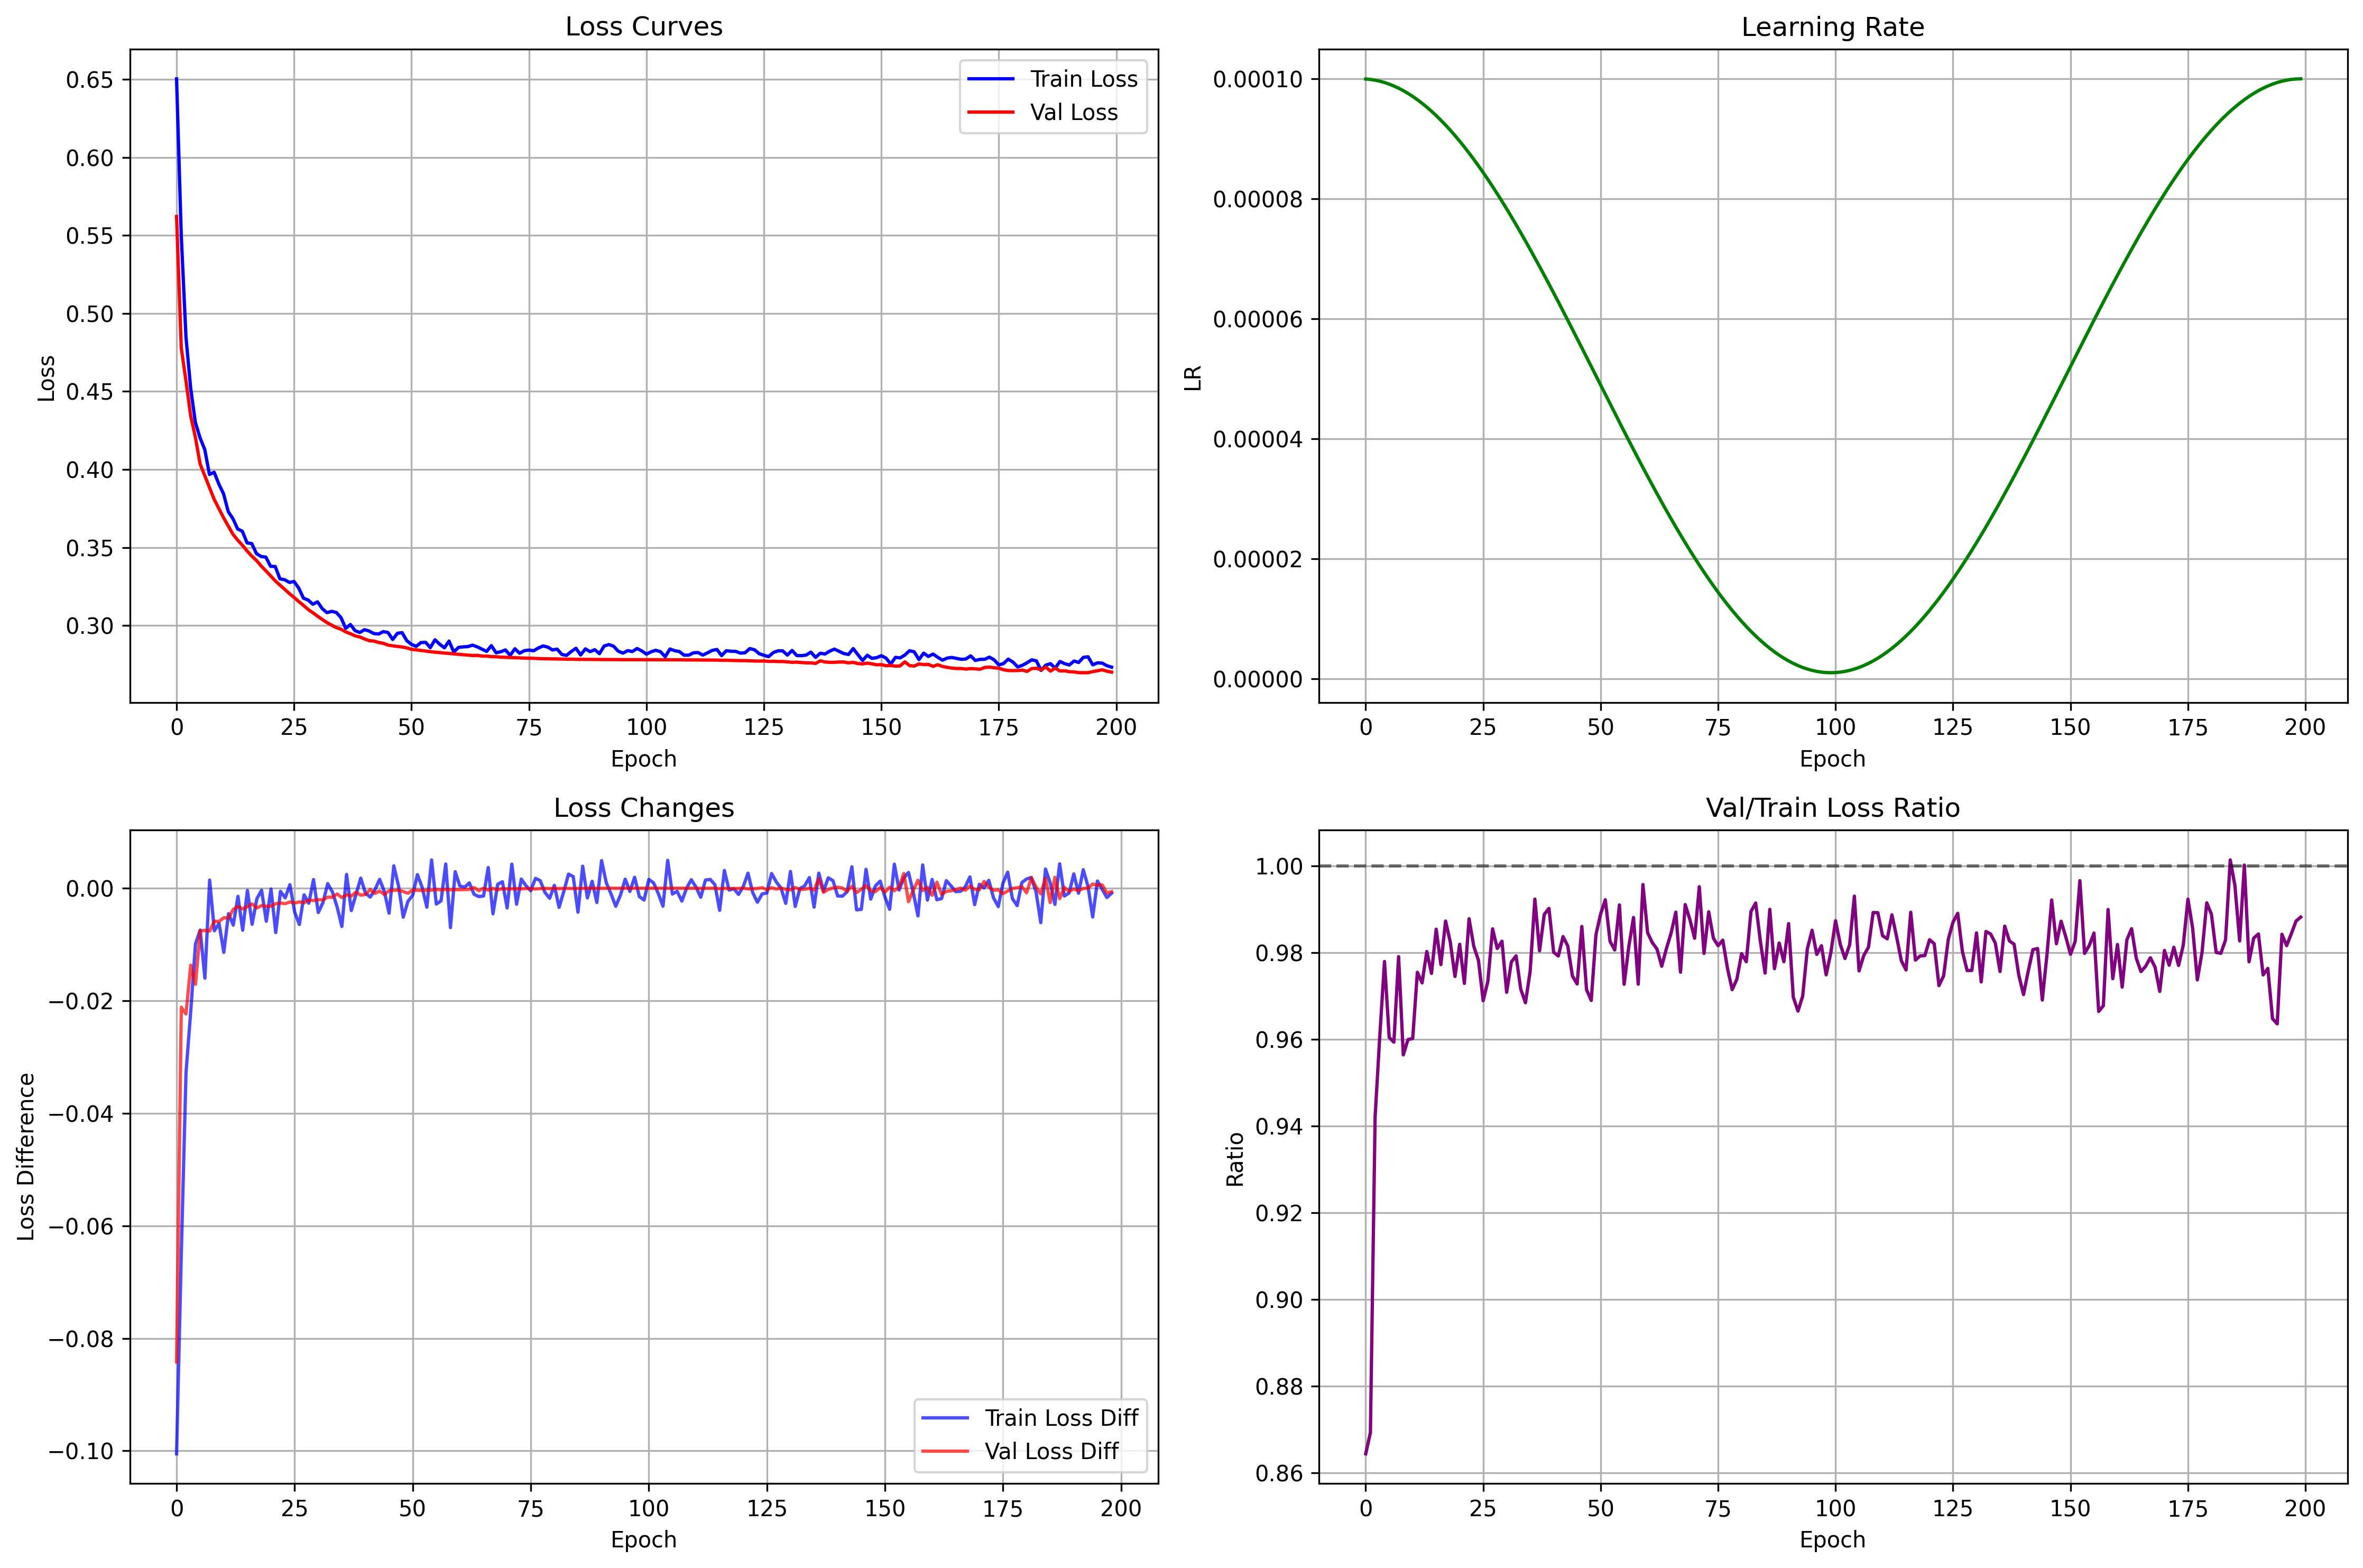 Loss Curves
Train Loss
Val Loss
0.65
0.60
0.55
0.50
0.45
0.40
0.35
0.30
Loss
0 25 50 75 100 125 150 175 200
Epoch
Learning Rate
0.00010
0.00008
0.00006
0.00004
0.00002
0.00000
LR
0 25 50 75 100 125 150 175 200
Epoch
Loss Changes
0.00
−0.02
−0.04
−0.06
−0.08
−0.10
Loss Difference
Train Loss Diff
Val Loss Diff
0 25 50 75 100 125 150 175 200
Epoch
Val/Train Loss Ratio
1.00
0.98
0.96
0.94
0.92
0.90
0.88
0.86
Ratio
0 25 50 75 100 125 150 175 200
Epoch